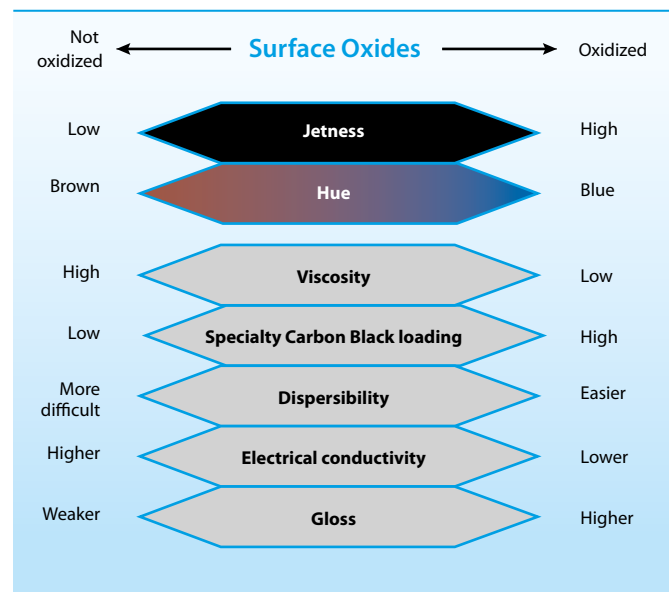 Not
oxidized
Surface Oxides
Oxidized
Low
Jetness
High
Brown
Hue
Blue
High
Viscosity
Low
Low
Specialty Carbon Black loading
High
More
difficult
Dispersibility
Easier
Higher
Electrical conductivity
Lower
Weaker
Gloss
Higher